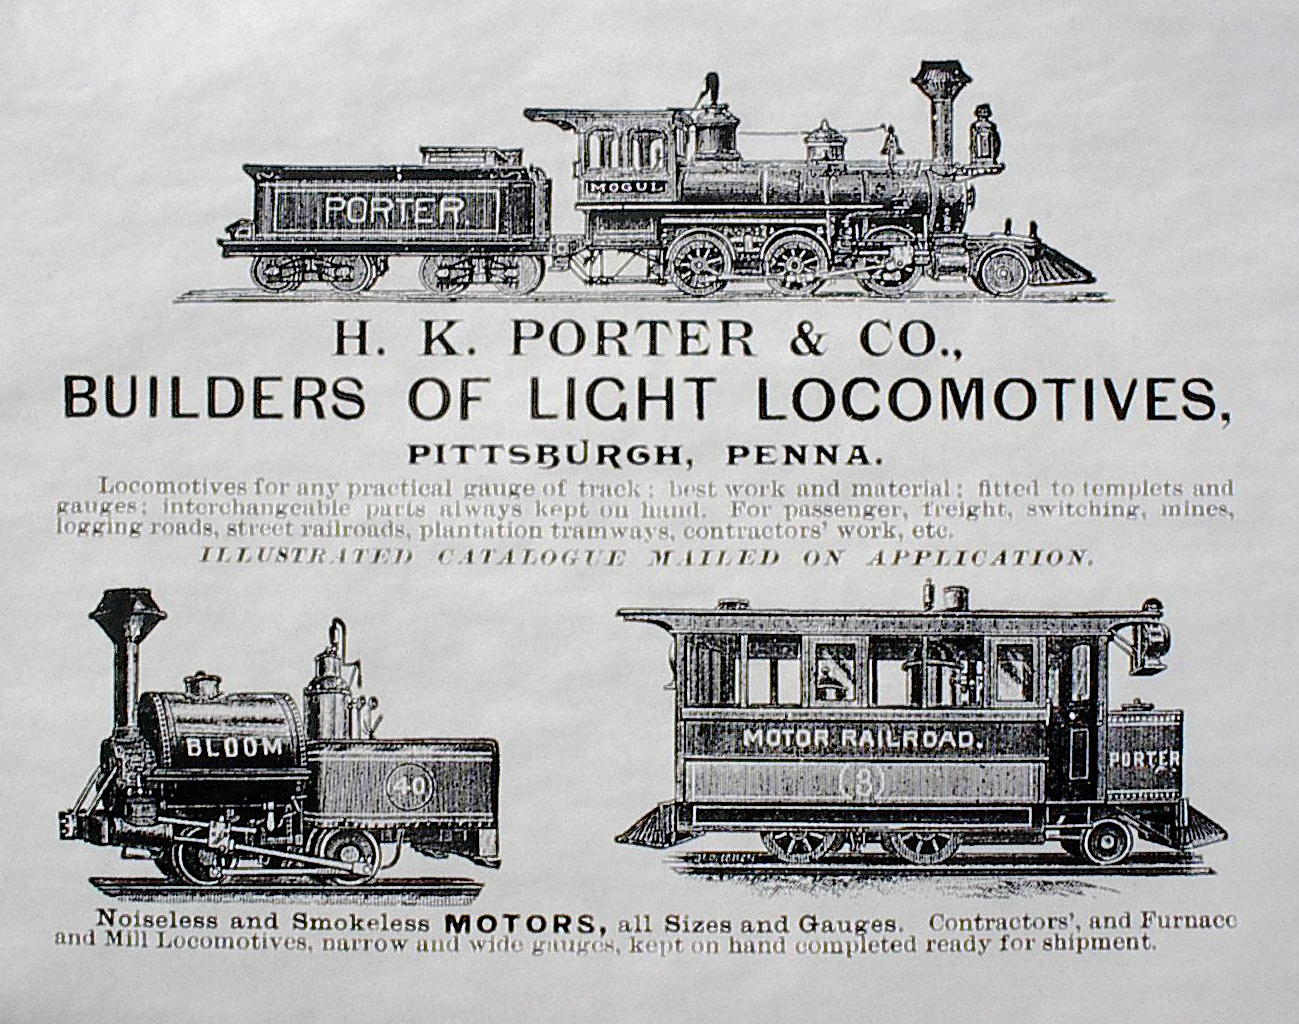 PORTER
MOGUL
H. K. PORTER & CO.,
BUILDERS OF LIGHT LOCOMOTIVES,
PITTSBURGH, PENNA.
Locomotives for any practical gauge of track; best work and material; fitted to templets and
gauges; interchangeable parts always kept on hand. For passenger, freight, switching, mines,
logging roads, street railroads, plantation tramways, contractors' work, etc.
ILLUSTRATED CATALOGUE MAILED ON APPLICATION.
BLOOM
40
MOTOR RAILROAD.
PORTER
(8)
Noiseless and Smokeless MOTORS, all Sizes and Gauges. Contractors', and Furnace
and Mill Locomotives, narrow and wide gauges, kept on hand completed ready for shipment.